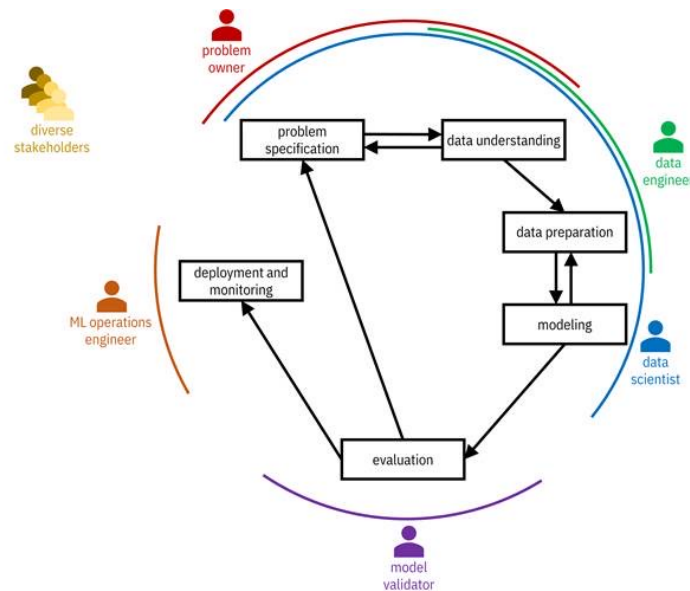 problem
owner
diverse
stakeholders
problem
specification
data understanding
data
engineer
data preparation
deployment and
monitoring
ML operations
engineer
modeling
data
scientist
evaluation
model
validator